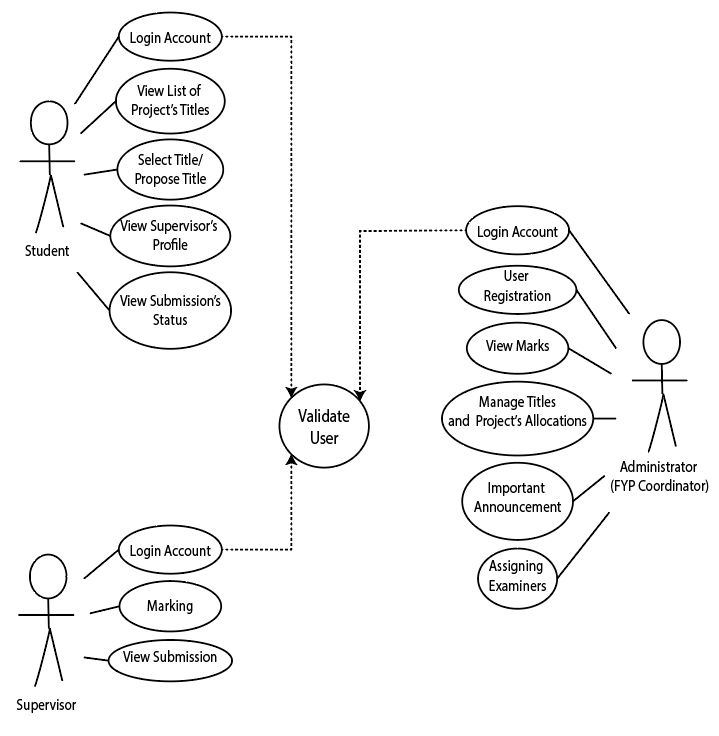 Login Account
View List of
Project's Titles
Select Title/
Propose Title
View Supervisor's
Profile
View Submission's
Status
Student
Login Account
User
Registration
View Marks
Manage Titles
and Project's Allocations
Important
Announcement
Assigning
Examiners
Administrator
(FYP Coordinator)
Validate
User
Login Account
Marking
View Submission
Supervisor